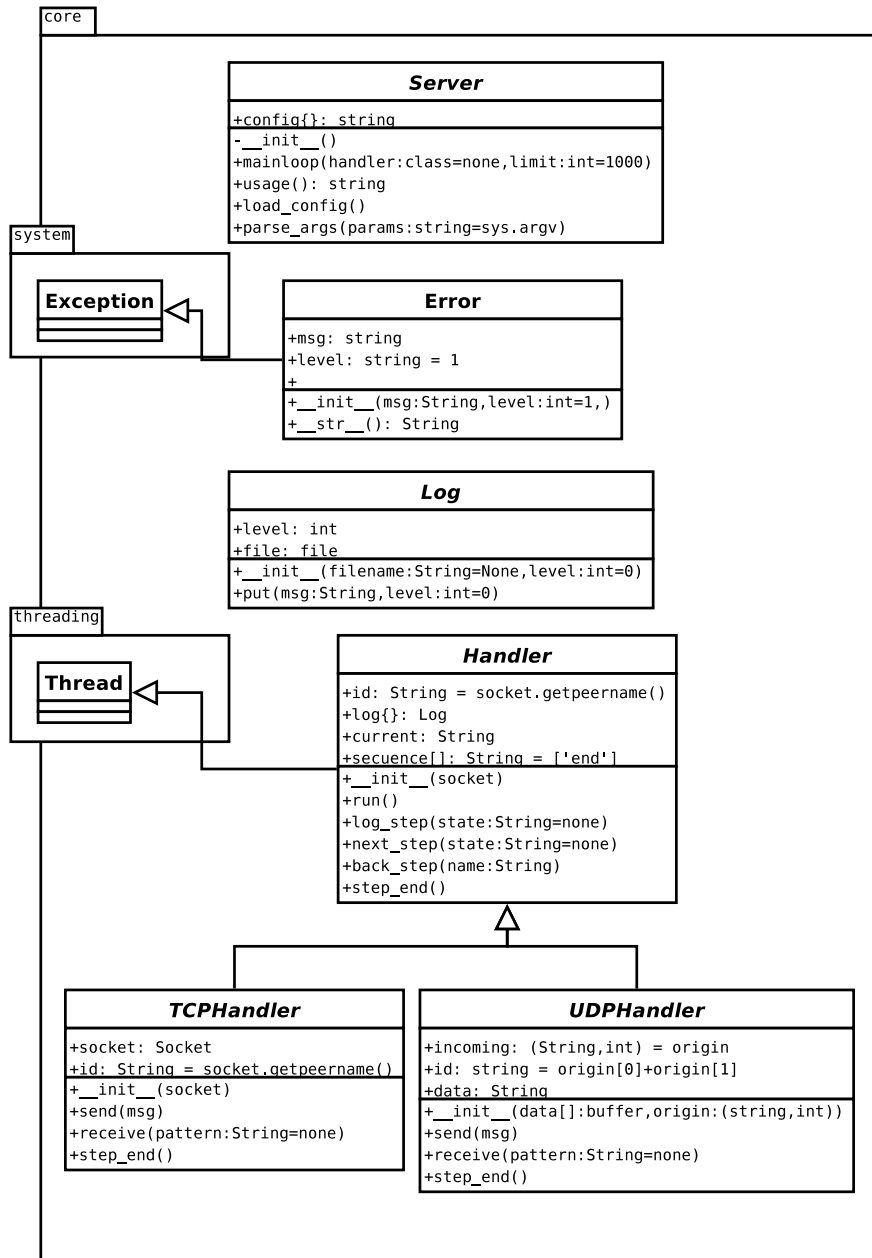 core
Server
+config{}: string
-__init__()
+mainloop(handler:class=none,limit:int=1000)
+usage(): string
+load_config()
+parse_args(params:string=sys.argv)
system
Exception
Error
+msg: string
+level: string = 1
+
+__init__(msg:String,level:int=1,)
+__str__(): String
Log
+level: int
+file: file
+__init__(filename:String=None,level:int=0)
+put(msg:String,level:int=0)
threading
Thread
Handler
+id: String = socket.getpeername()
+log{}: Log
+current: String
+secuence[]: String = ['end']
+__init__(socket)
+run()
+log_step(state:String=none)
+next_step(state:String=none)
+back_step(name:String)
+step_end()
TCPHandler
+socket: Socket
+id: String = socket.getpeername()
+__init__(socket)
+send(msg)
+receive(pattern:String=none)
+step_end()
UDPHandler
+incoming: (String,int) = origin
+id: string = origin[0]+origin[1]
+data: String
+__init__(data[]:buffer,origin:(string,int))
+send(msg)
+receive(pattern:String=none)
+step_end()